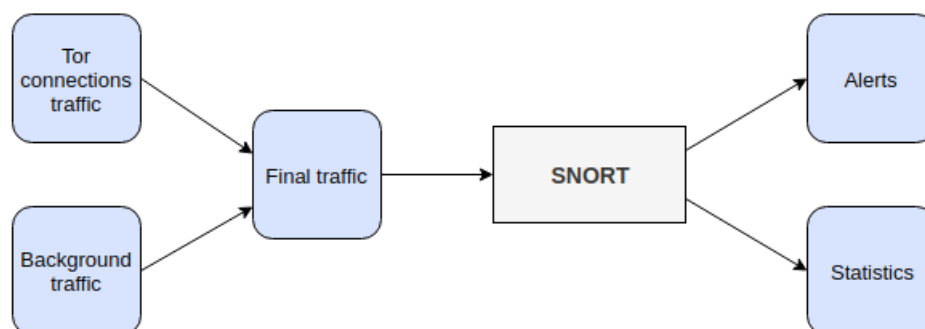 Tor
connections
traffic
Alerts
Final traffic
SNORT
Background
traffic
Statistics